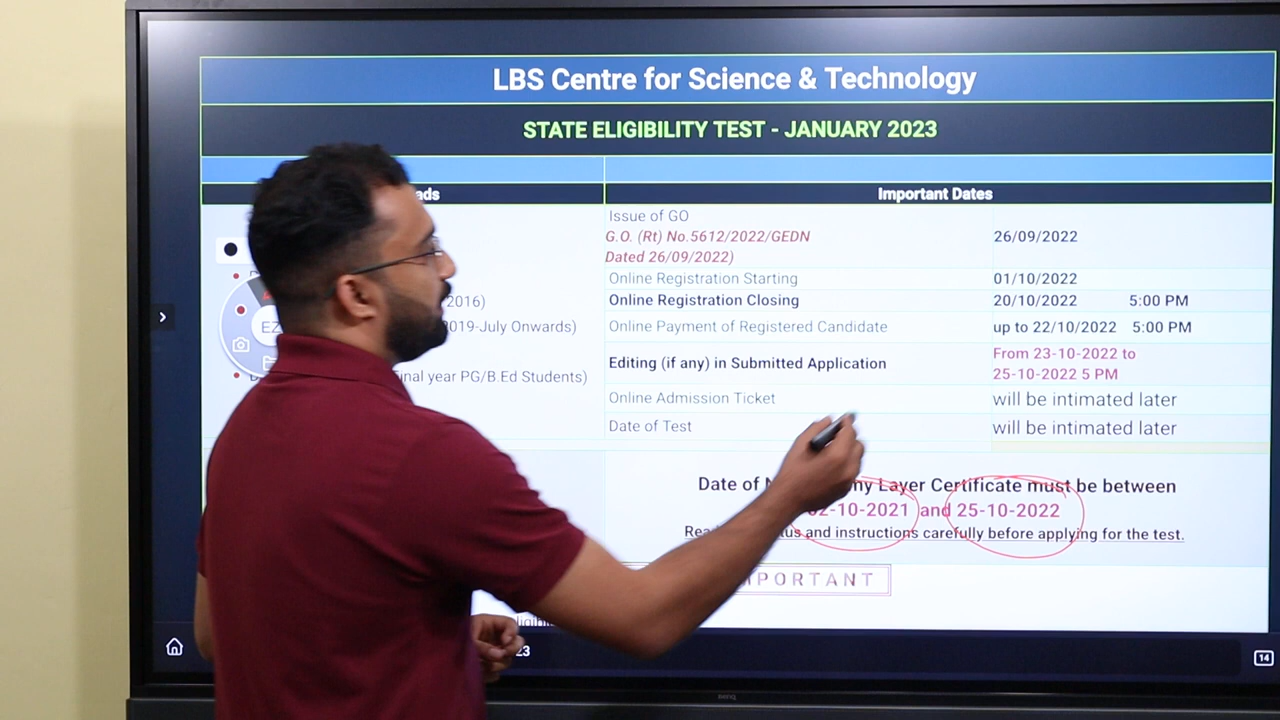 LBS Centre for Science & Technology
STATE ELIGIBILITY TEST - JANUARY 2023
Important Dates
Issue of GO
G.O. (Rt) No.5612/2022/GEDN
Dated 26/09/2022) 26/09/2022
Online Registration Starting 01/10/2022
2016) Online Registration Closing 20/10/2022 5:00 PM
2019-July Onwards) Online Payment of Registered Candidate up to 22/10/2022 5:00 PM
EZ
Editing (if any) in Submitted Application From 23-10-2022 to
25-10-2022 5 PM
year PG/B.Ed Students)
Online Admission Ticket will be intimated later
Date of Test will be intimated later
Date of Layer Certificate must be between
02-10-2021 and 25-10-2022
and instructions carefully before applying for the test.
14
BenQ